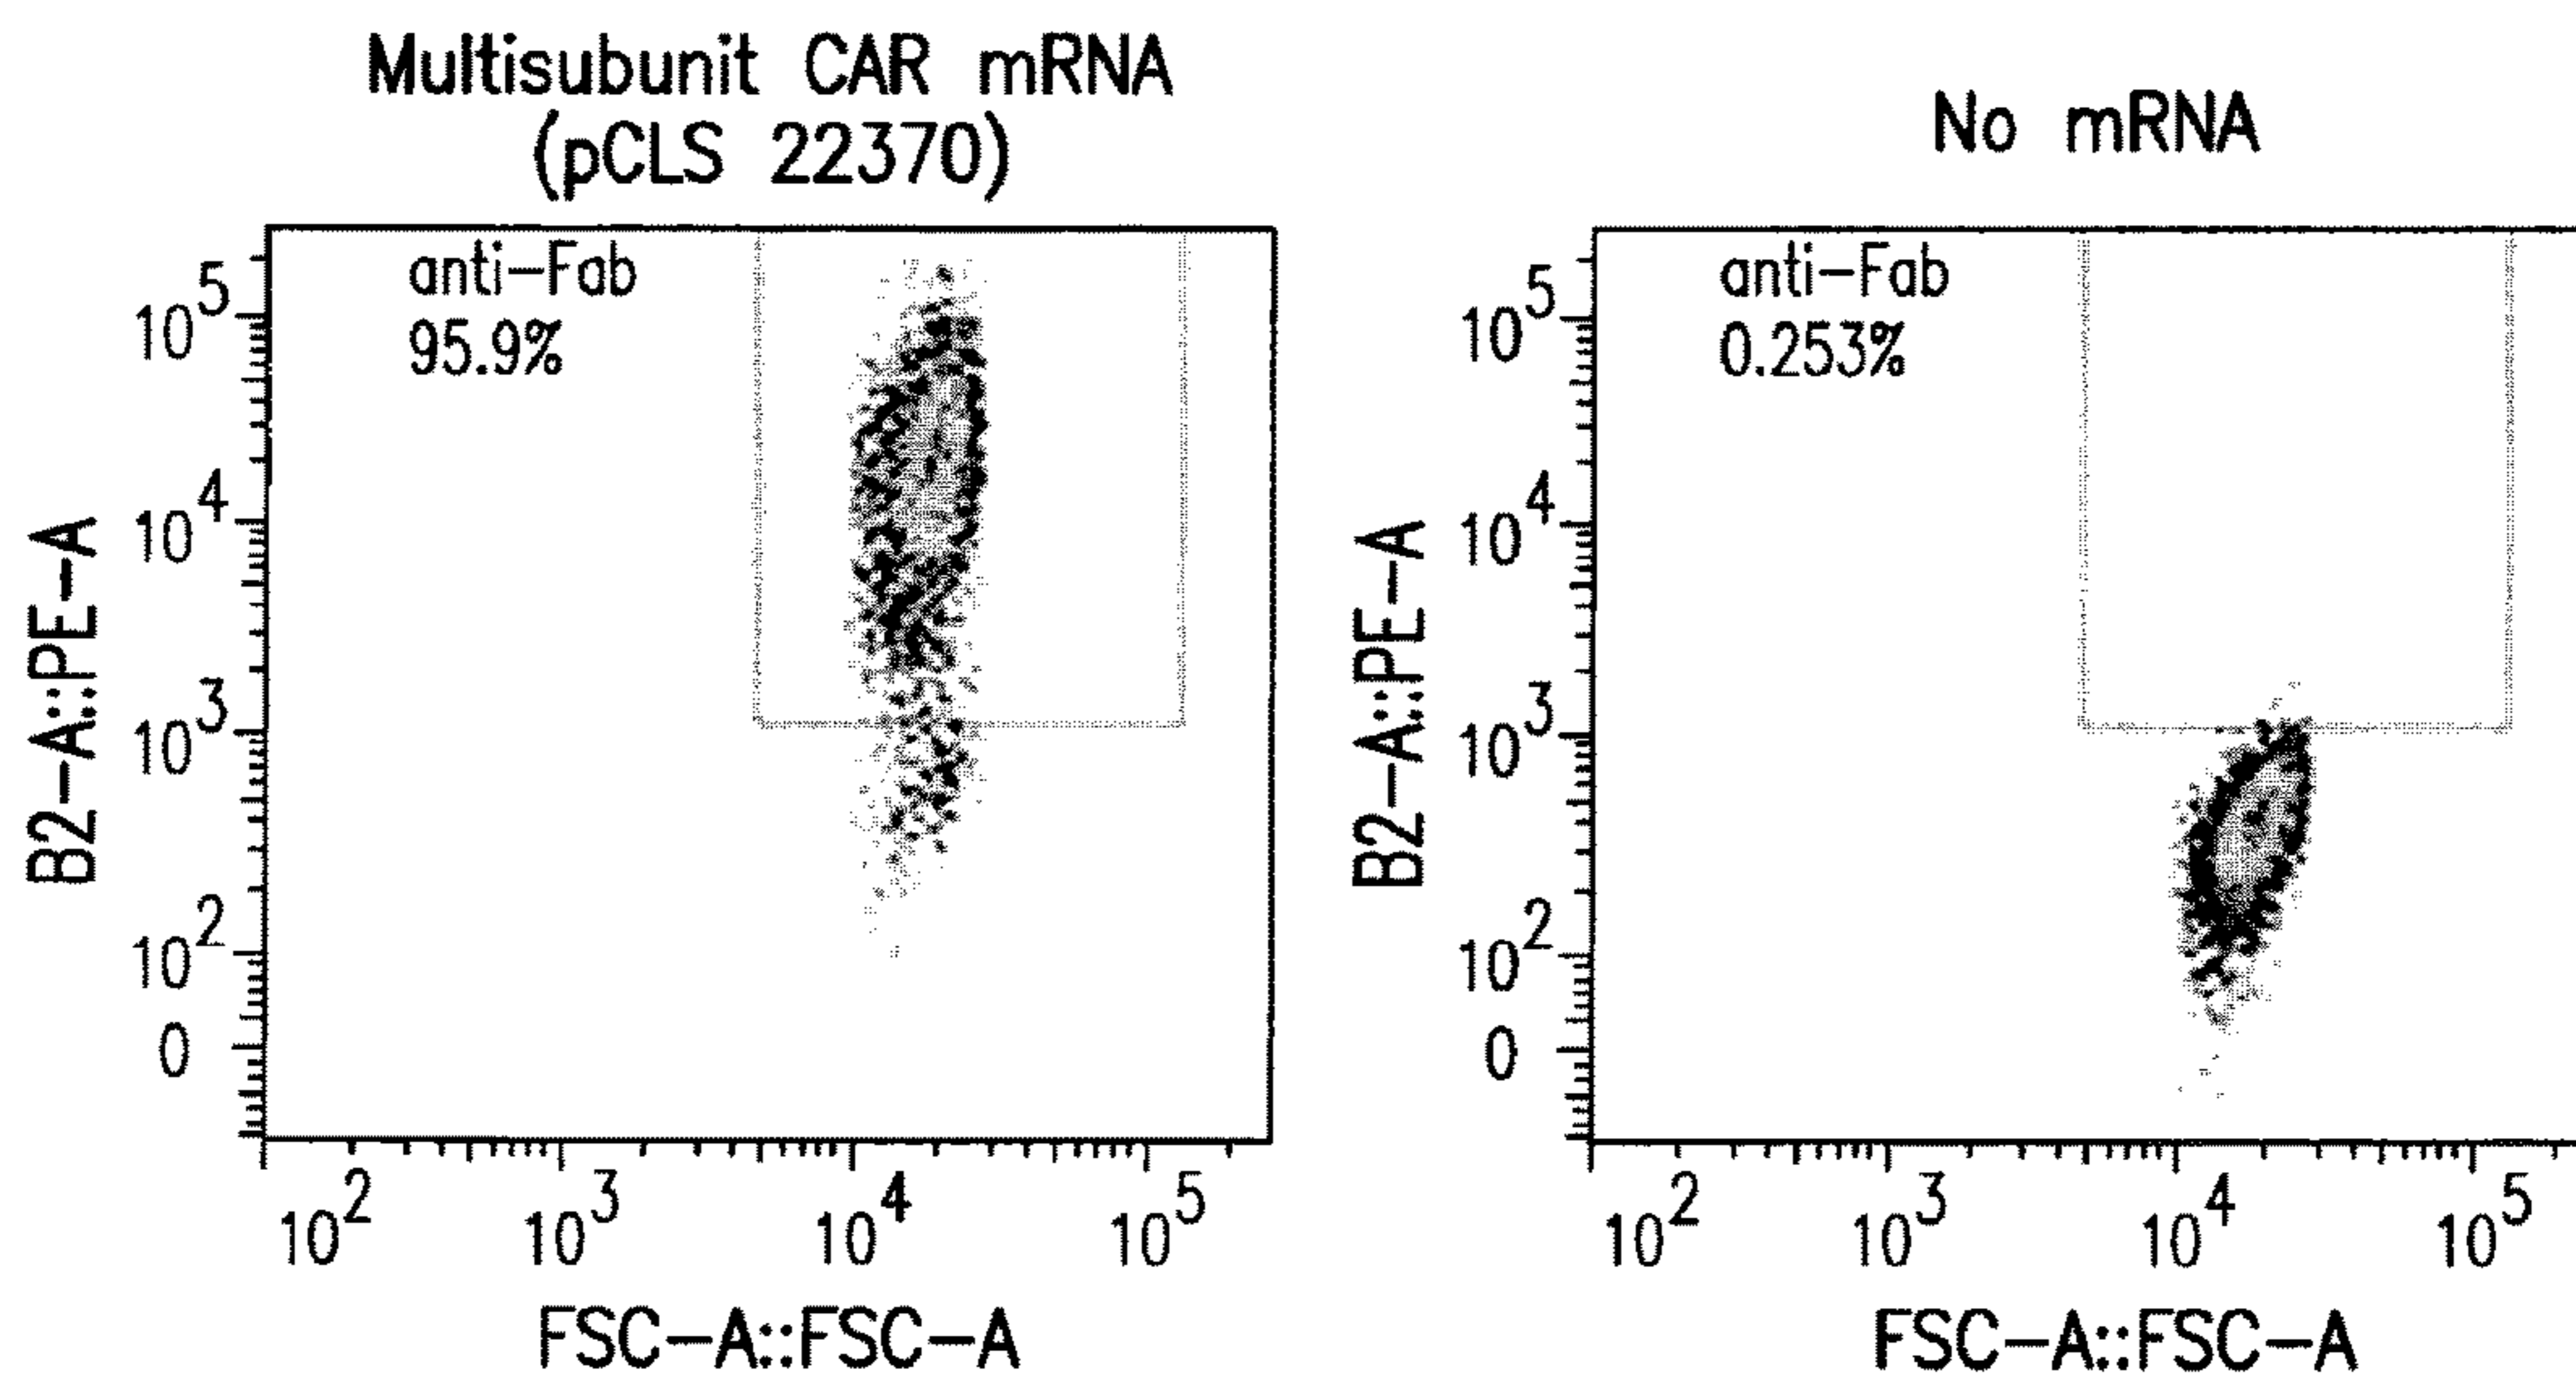 Multisubunit CAR mRNA
(pCLS 22370)
anti-Fab
95.9%
10^5
10^4
10^3
10^2
0
B2-A::PE-A
10^2 10^3 10^4 10^5
FSC-A::FSC-A
No mRNA
anti-Fab
0.253%
10^5
10^4
10^3
10^2
0
B2-A::PE-A
10^2 10^3 10^4 10^5
FSC-A::FSC-A